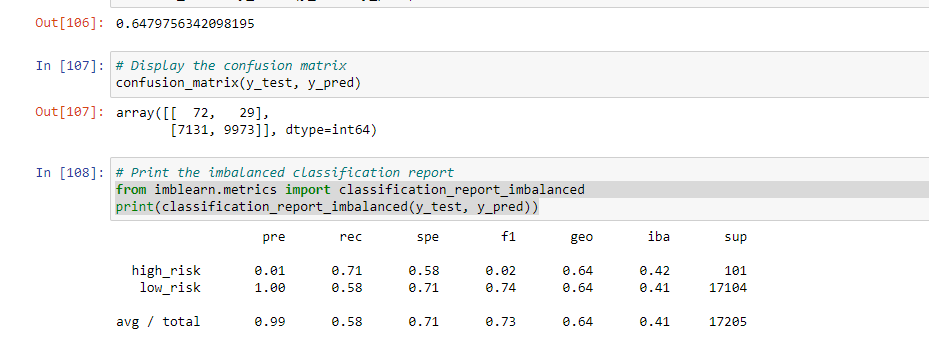 Out[106]: 0.6479756342098195
In [107]: # Display the confusion matrix
confusion_matrix(y_test, y_pred)
Out[107]: array([[  72,   29],
       [7131, 9973]], dtype=int64)
In [108]: # Print the imbalanced classification report
from imblearn.metrics import classification_report_imbalanced
print(classification_report_imbalanced(y_test, y_pred))
pre rec spe f1 geo iba sup
high_risk 0.01 0.71 0.58 0.02 0.64 0.42 101
low_risk 1.00 0.58 0.71 0.74 0.64 0.41 17104
avg / total 0.99 0.58 0.71 0.73 0.64 0.41 17205